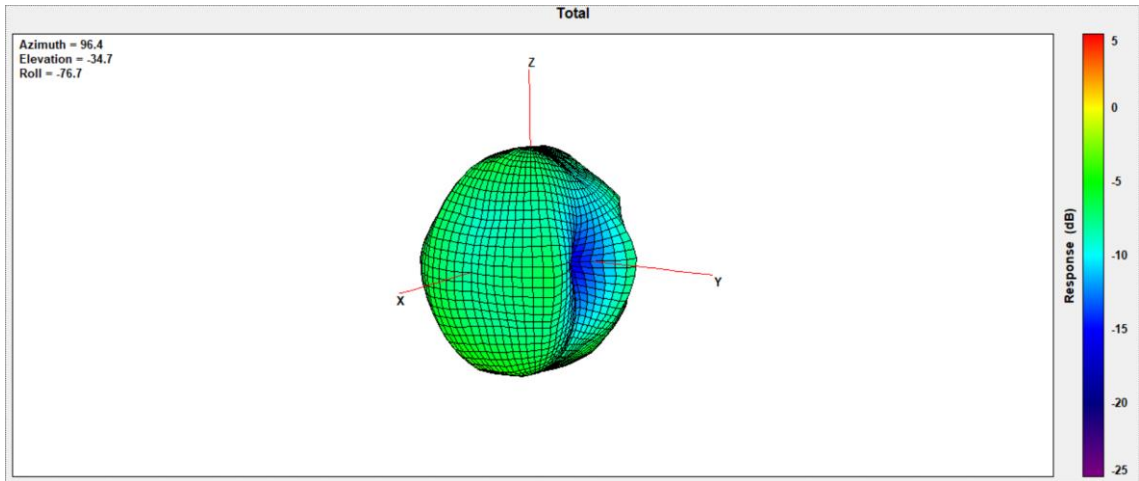 Total
Azimuth = 96.4
Elevation = -34.7
Roll = -76.7
Z
X
Y
5
0
-5
-10
-15
-20
-25
Response (dB)